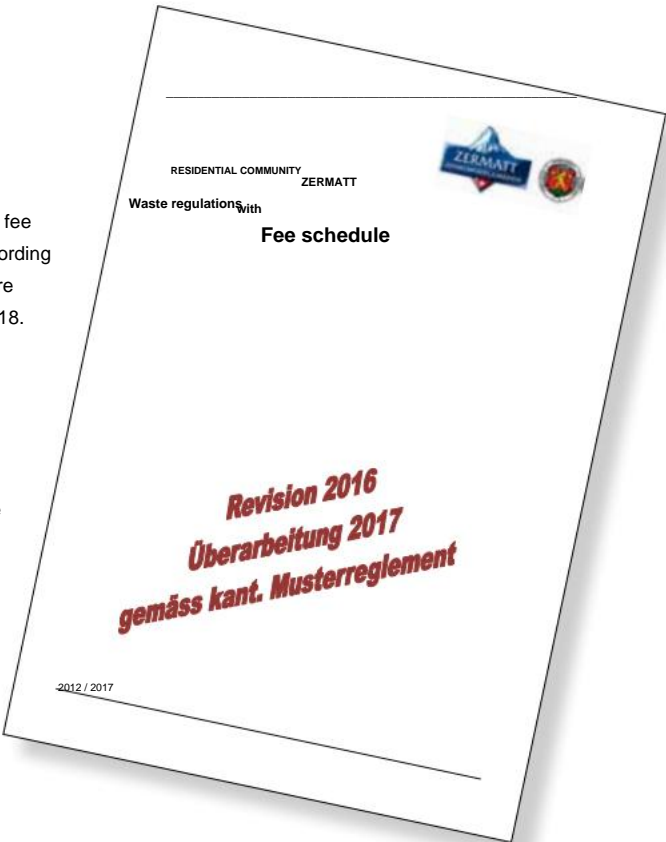 fee
ording
re
18.
ZERMATT
RESIDENTIAL COMMUNITY
ZERMATT
Waste regulations
with
Fee schedule
Revision 2016
Überarbeitung 2017
gemäss kant. Musterreglement
2012 / 2017